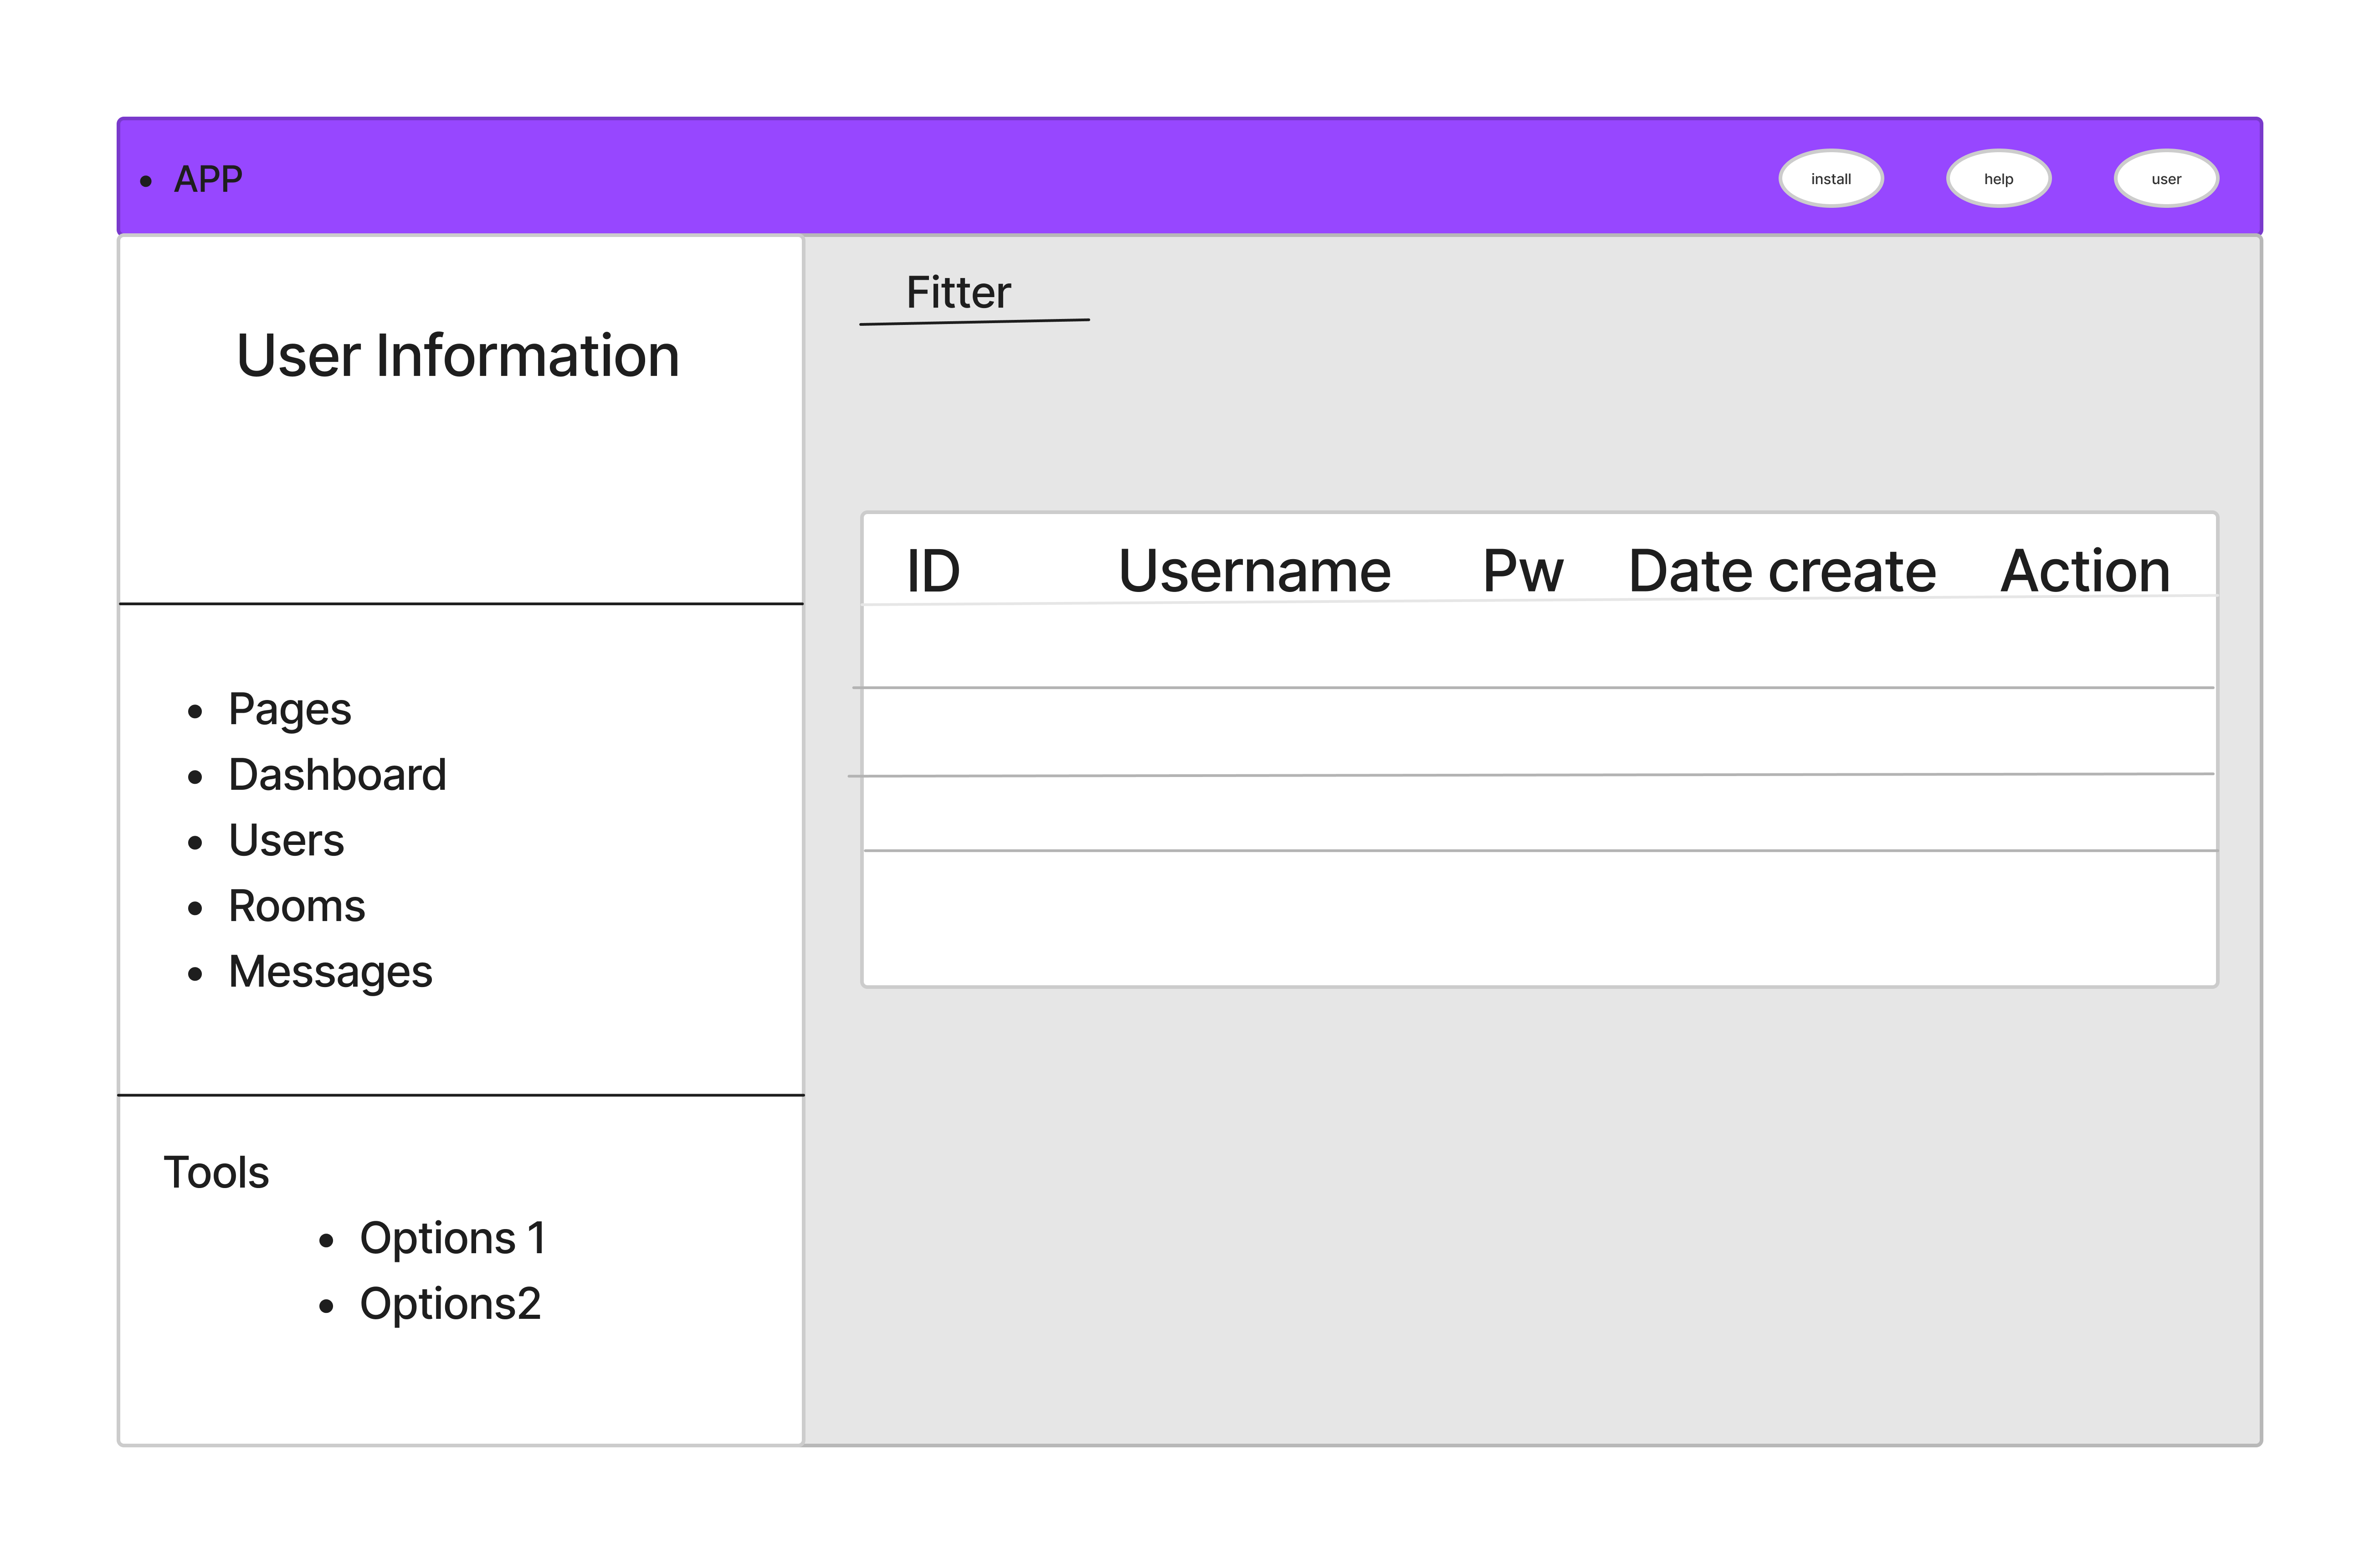 APP
install
help
user
User Information
Pages
Dashboard
Users
Rooms
Messages
Tools
Options 1
Options2
Fitter
ID Username Pw Date create Action